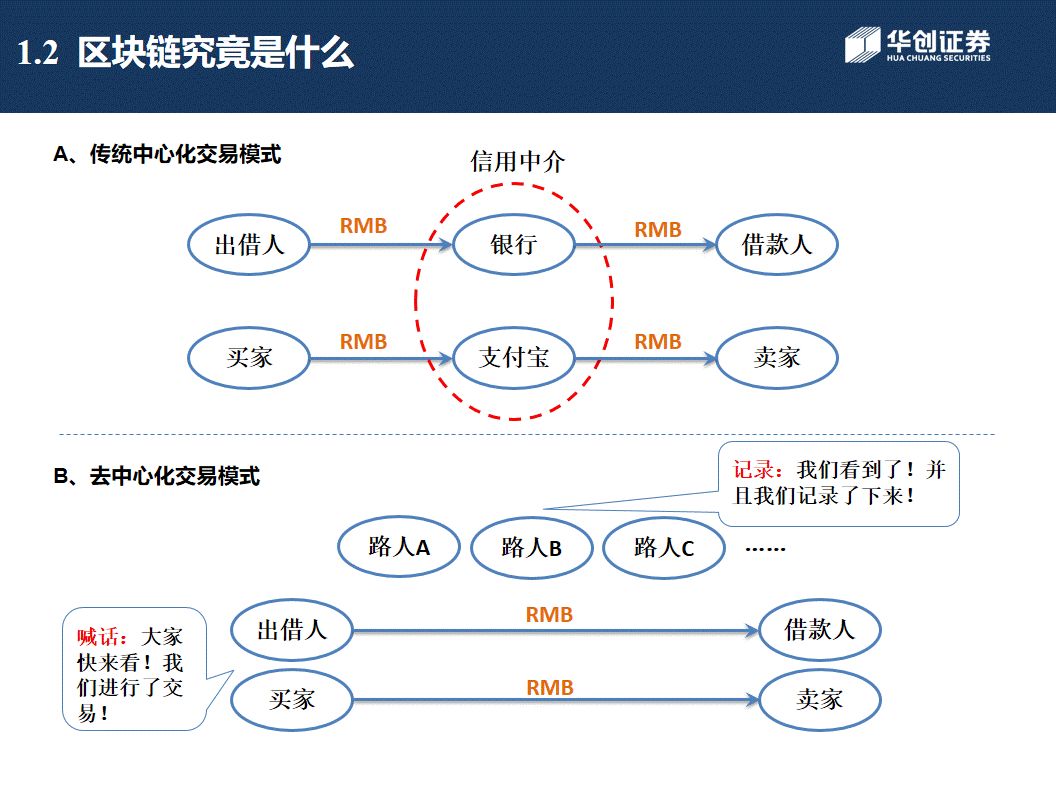 1.2 区块链究竟是什么
华创证券
HUA CHUANG SECURITIES
A、传统中心化交易模式
信用中介
出借人
RMB
银行
RMB
借款人
买家
RMB
支付宝
RMB
卖家
B、去中心化交易模式
记录：我们看到了！并
且我们记录了下来！
路人A
路人B
路人C
……
喊话：大家
快来看！我
们进行了交
易！
出借人
RMB
借款人
买家
RMB
卖家